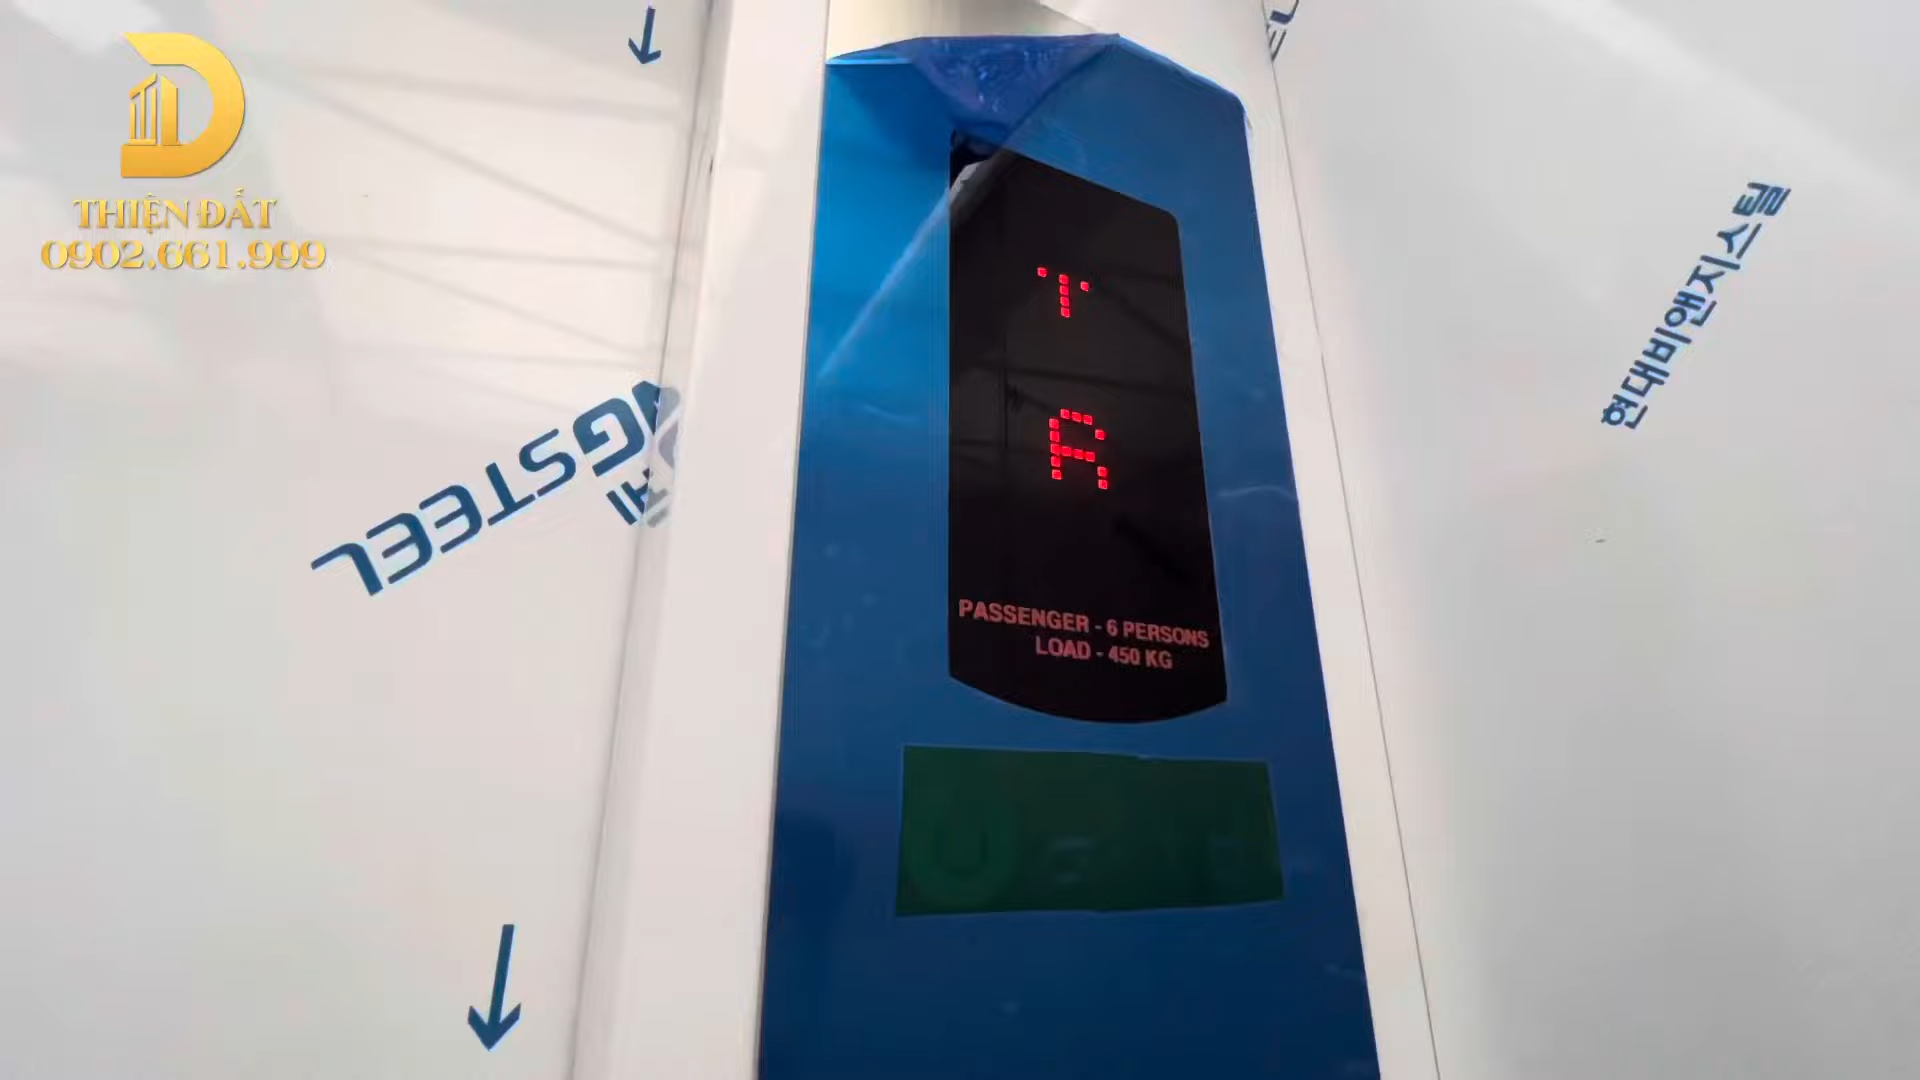 THIỆN ĐẤT
0902.661.999
GSTEEL
R
PASSENGER - 6 PERSONS
LOAD - 450 KG
현대비앤지스틸